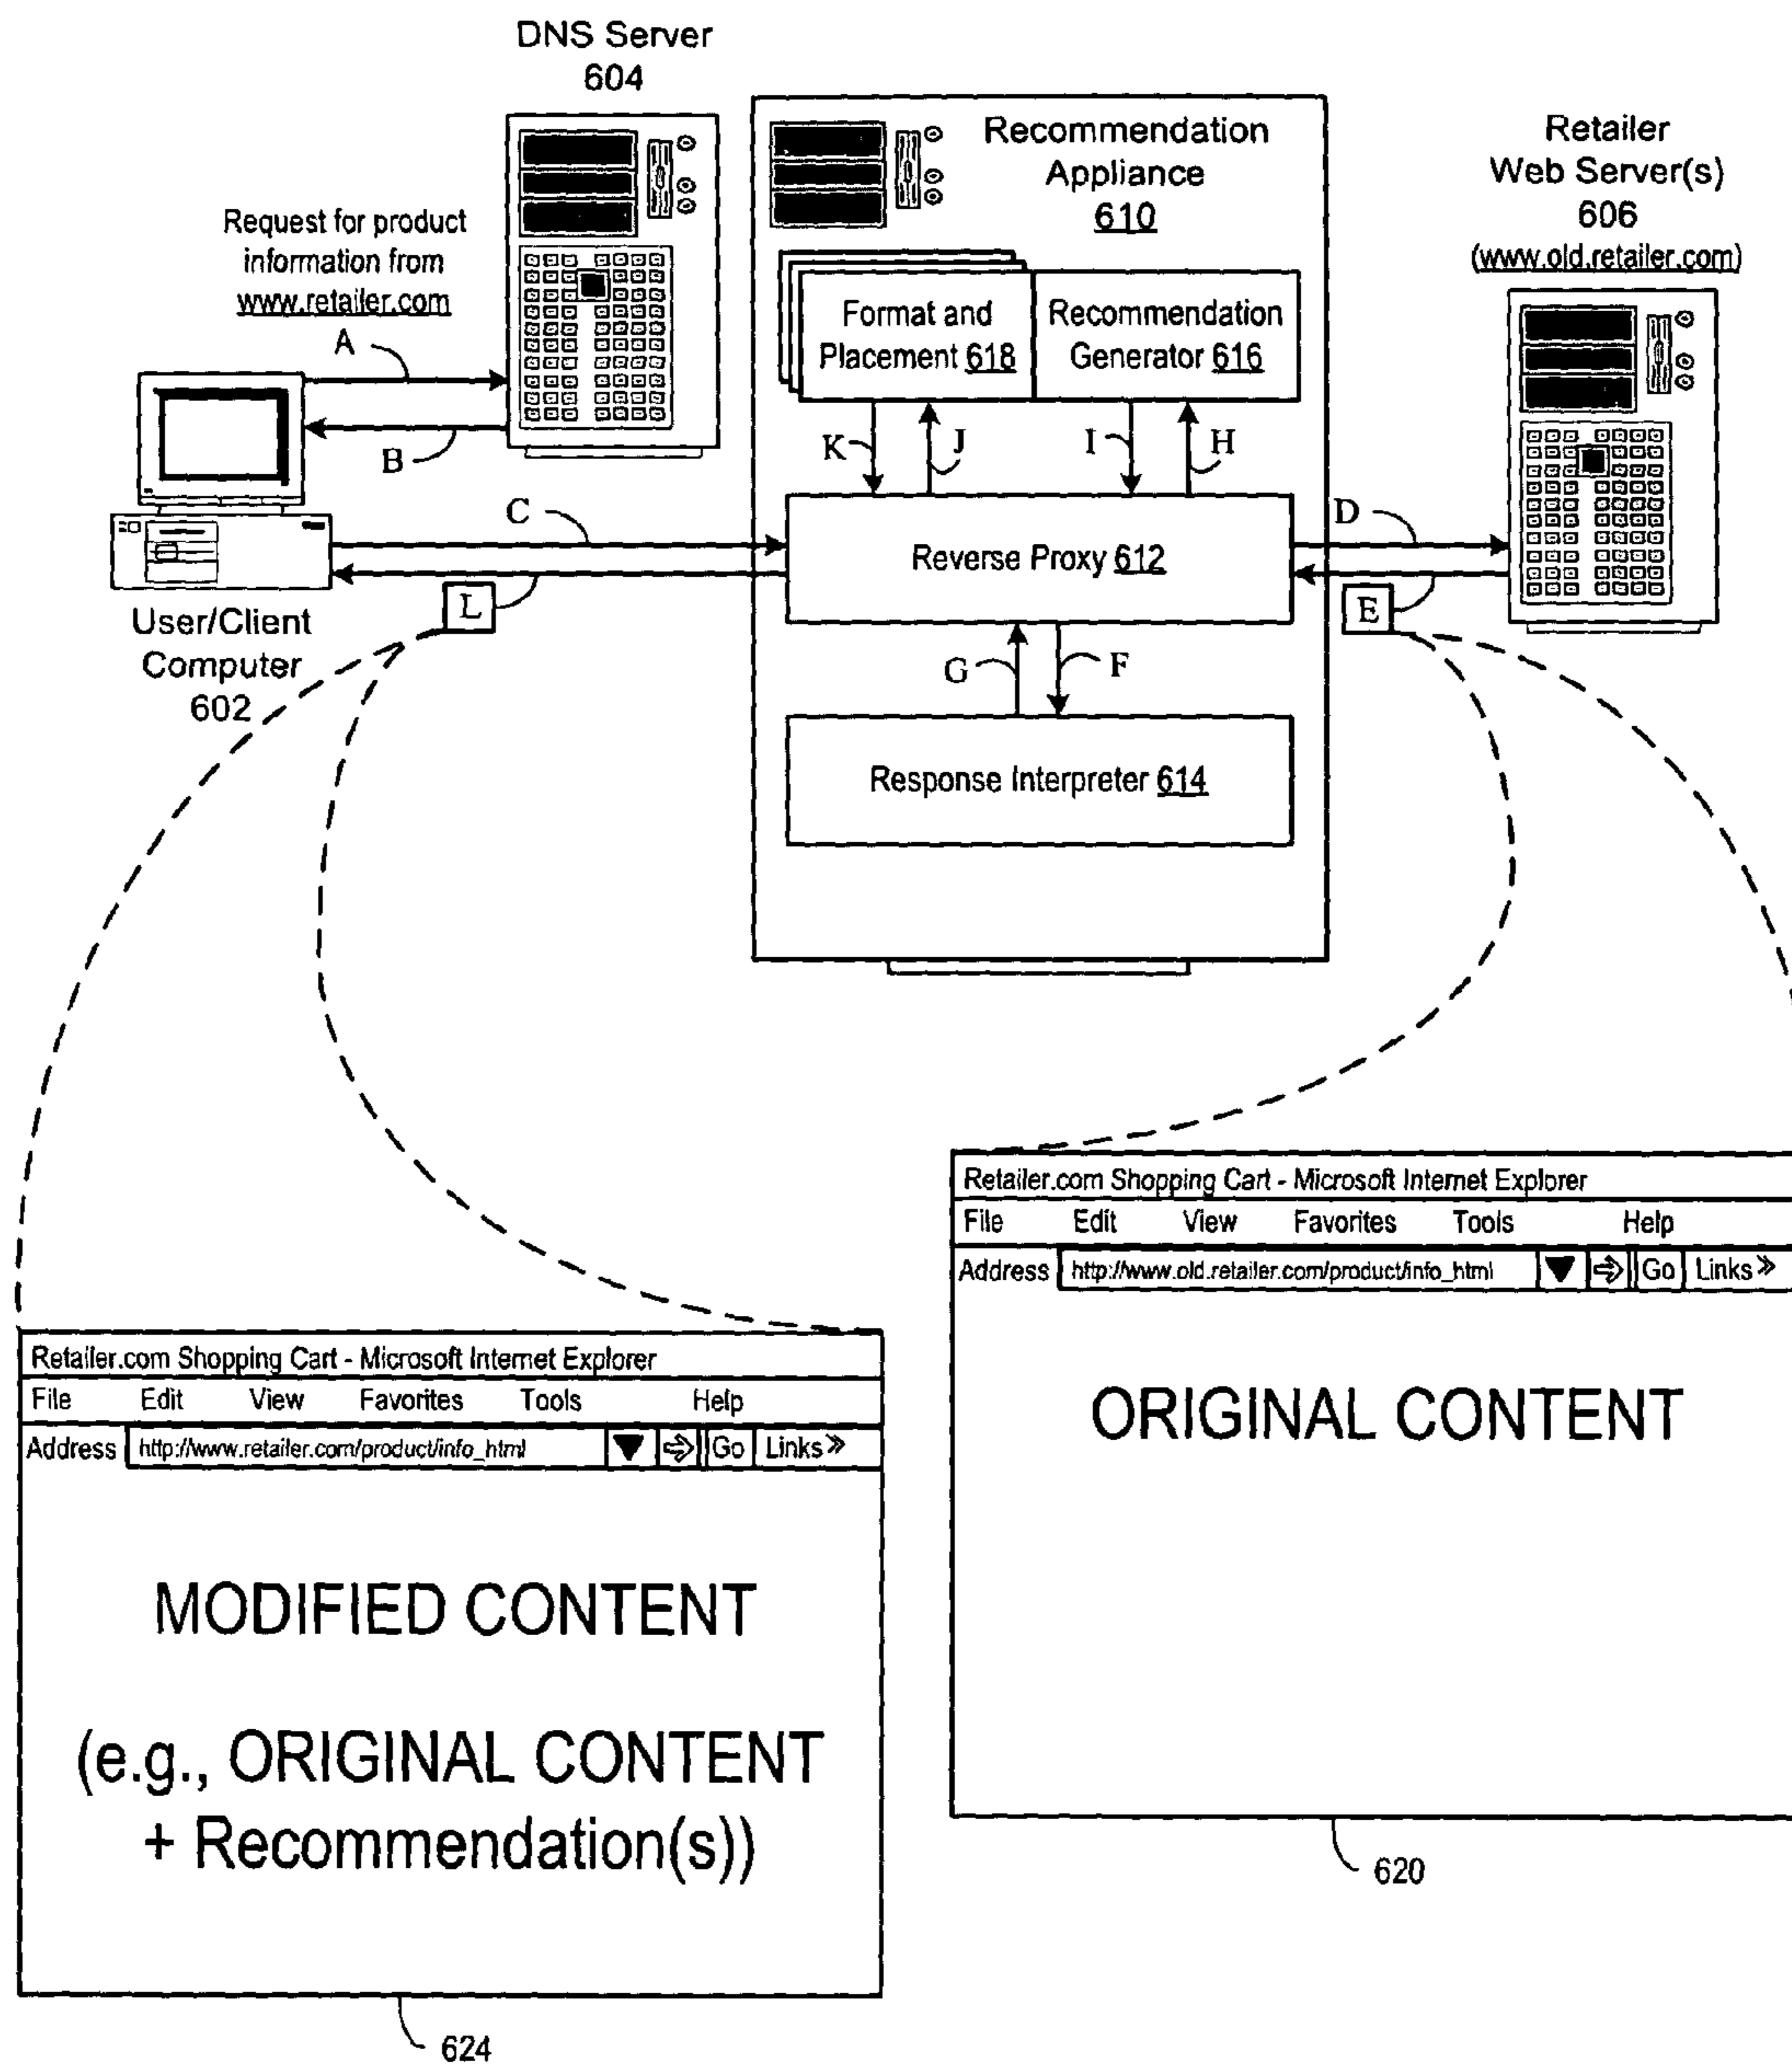 DNS Server
604
Recommendation
Appliance
610
Retailer
Web Server(s)
606
(www.old.retailer.com)
Request for product
information from
www.retailer.com
A
B
Format and
Placement 618
Recommendation
Generator 616
K
J
I
H
C
D
Reverse Proxy 612
L
E
User/Client
Computer
602
G
F
Response Interpreter 614
Retailer.com Shopping Cart - Microsoft Internet Explorer
File Edit View Favorites Tools Help
Address http://www.old.retailer.com/product/info_html Go Links»
ORIGINAL CONTENT
620
Retailer.com Shopping Cart - Microsoft Internet Explorer
File Edit View Favorites Tools Help
Address http://www.retailer.com/product/info_html Go Links»
MODIFIED CONTENT
(e.g., ORIGINAL CONTENT
+ Recommendation(s))
624